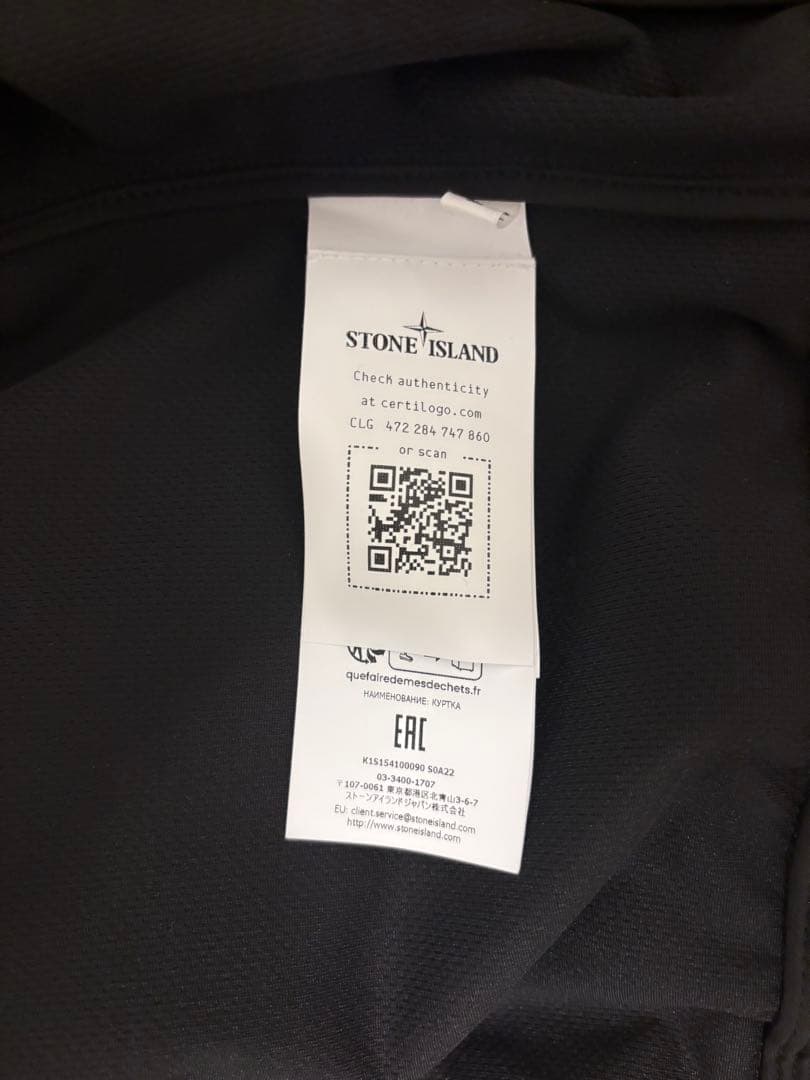 STONE ISLAND
Check authenticity
at certilogo.com
CLG 472 284 747 860
or scan
quefairedemesdechets.fr
НАИМЕНОВАНИЕ: КУРТКА
EAC
K1S154100090 S0A22
03-3400-1707
〒107-0061 東京都港区北青山3-6-7
ストーンアイランドジャパン株式会社
EU: client.service@stoneisland.com
http://www.stoneisland.com